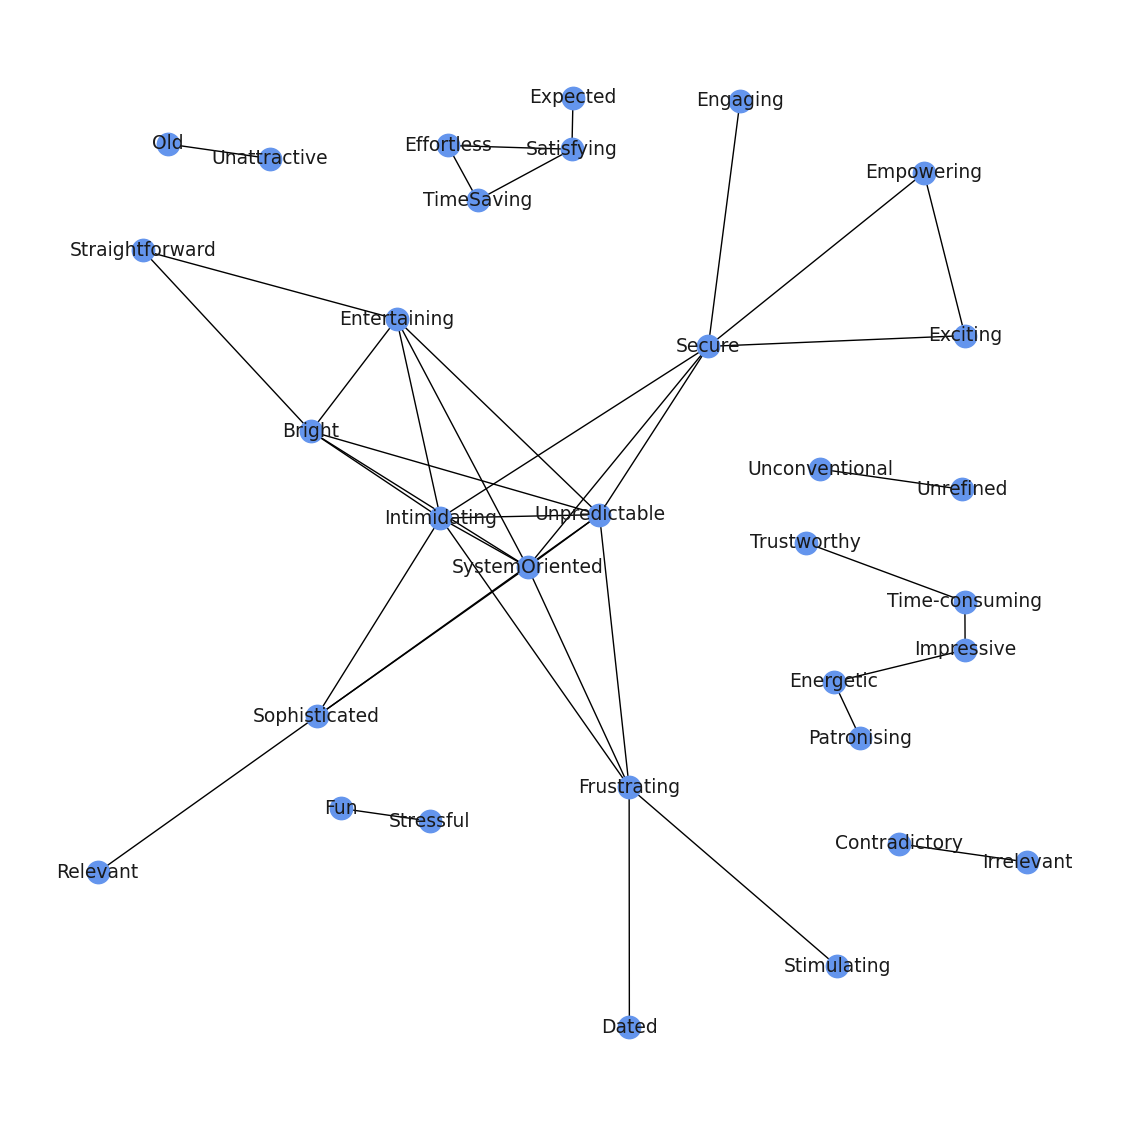 Expected
Engaging
Old
Effortless
Satisfying
Unattractive
Empowering
TimeSaving
Straightforward
Entertaining
Exciting
Secure
Bright
Unconventional
Unrefined
Intimidating
Unpredictable
Trustworthy
SystemOriented
Time-consuming
Impressive
Energetic
Sophisticated
Patronising
Frustrating
Fun
Stressful
Contradictory
Irrelevant
Relevant
Stimulating
Dated